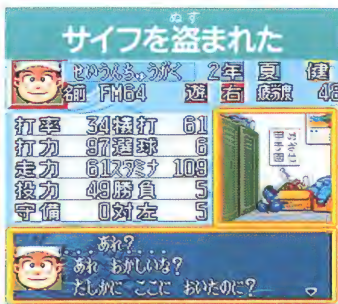 ぬす
サイフを盗まれた
せいうんちゅうがく 2年 夏 健
FM64 遊 右 46
打率 34 犠打 61
打力 97 選球 6
走力 61 スタミナ 109
投力 49 勝負 5
守備 0 対左 5
あれ?
あれ おかしいな?
たしかに ここに おいたのに?